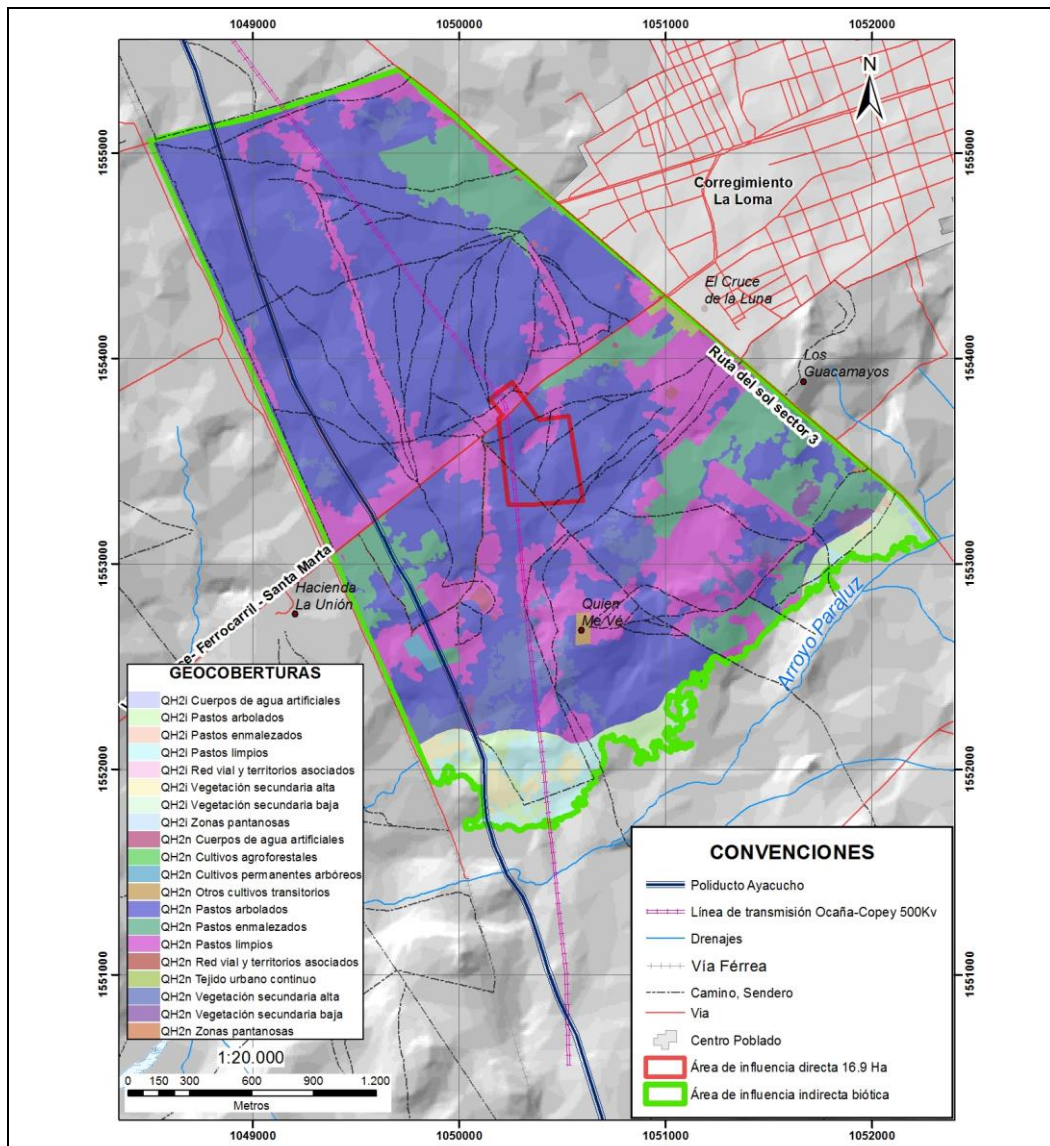 1049000
1050000
1051000
1052000
N
1555000
1555000
Corregimiento
La Loma
El Cruce
de la Luna
Los
Guacamayos
1554000
1554000
Ruta del sol sector 3
1553000
1553000
Hacienda
La Unión
Ferrocarril - Santa Marta
Quien
Me Vé
Arroyo Paraluz
1552000
1552000
1551000
1551000
GEOCOBERTURAS
QH2i Cuerpos de agua artificiales
QH2i Pastos arbolados
QH2i Pastos enmalezados
QH2i Pastos limpios
QH2i Red vial y territorios asociados
QH2i Vegetación secundaria alta
QH2i Vegetación secundaria baja
QH2i Zonas pantanosas
QH2n Cuerpos de agua artificiales
QH2n Cultivos agroforestales
QH2n Cultivos permanentes arbóreos
QH2n Otros cultivos transitorios
QH2n Pastos arbolados
QH2n Pastos enmalezados
QH2n Pastos limpios
QH2n Red vial y territorios asociados
QH2n Tejido urbano continuo
QH2n Vegetación secundaria alta
QH2n Vegetación secundaria baja
QH2n Zonas pantanosas
1:20.000
0 150 300 600 900 1.200
Metros
CONVENCIONES
Poliducto Ayacucho
Línea de transmisión Ocaña-Copey 500Kv
Drenajes
Vía Férrea
Camino, Sendero
Via
Centro Poblado
Área de influencia directa 16.9 Ha
Área de influencia indirecta biótica
1049000
1050000
1051000
1052000